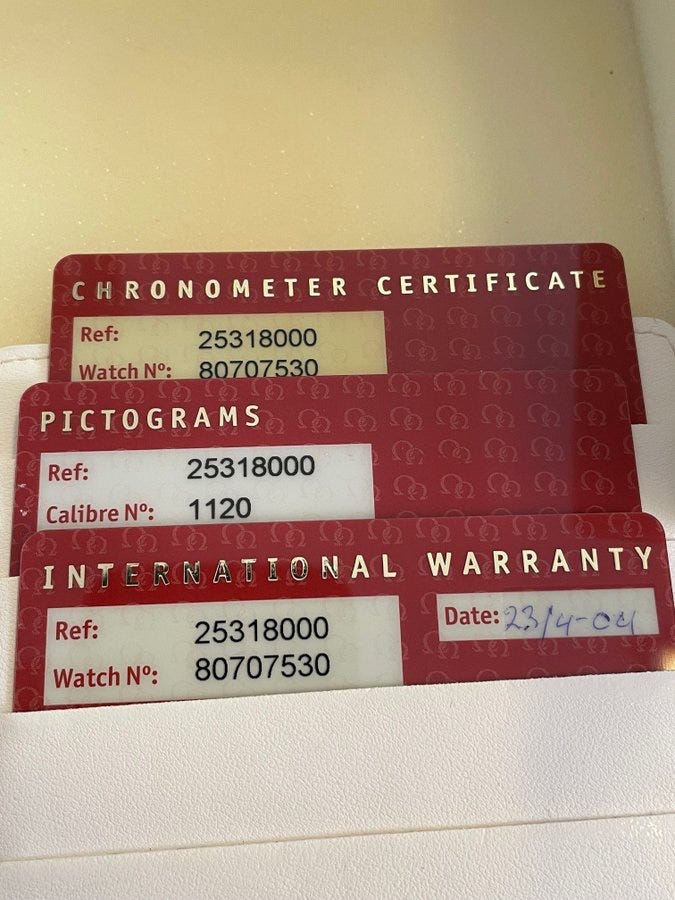 CHRONOMETER CERTIFICATE
Ref: 25318000
Watch Nº: 80707530
PICTOGRAMS
Ref: 25318000
Calibre Nº: 1120
INTERNATIONAL WARRANTY
Ref: 25318000
Date: 23/4-04
Watch Nº: 80707530